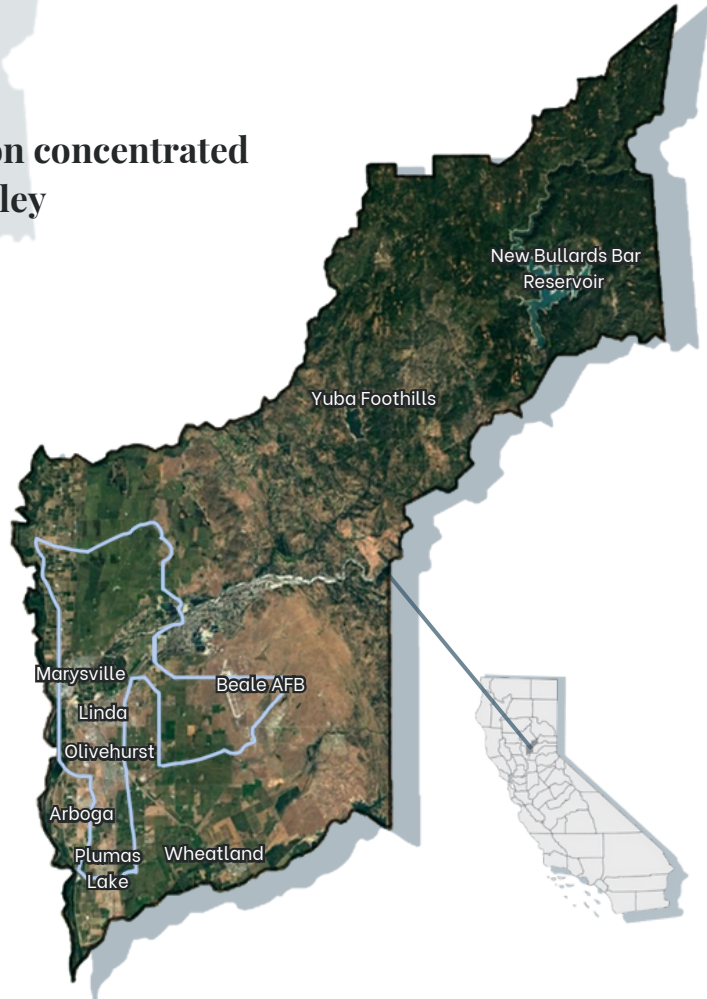 on concentrated
ley
New Bullards Bar
Reservoir
Yuba Foothills
Marysville
Beale AFB
Linda
Olivehurst
Arboga
Plumas
Lake
Wheatland